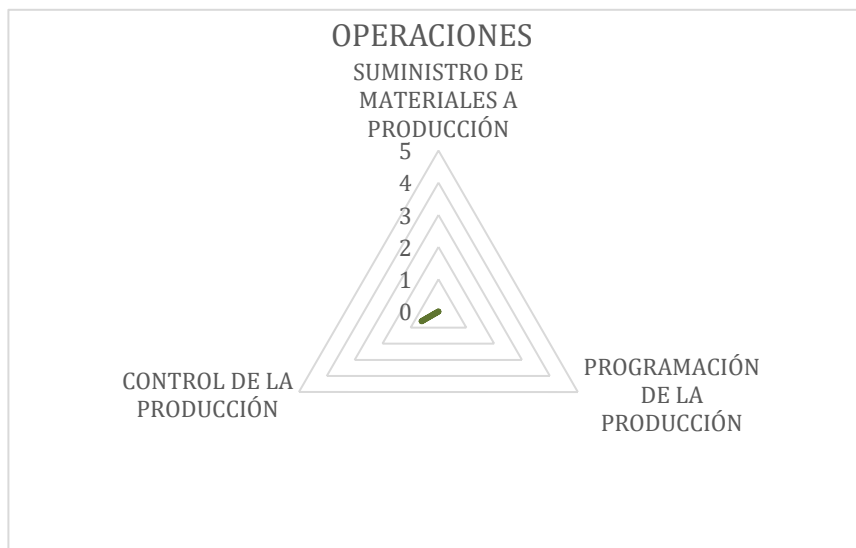 OPERACIONES
SUMINISTRO DE
MATERIALES A
PRODUCCIÓN
5
4
3
2
1
0
PROGRAMACIÓN
DE LA
PRODUCCIÓN
CONTROL DE LA
PRODUCCIÓN